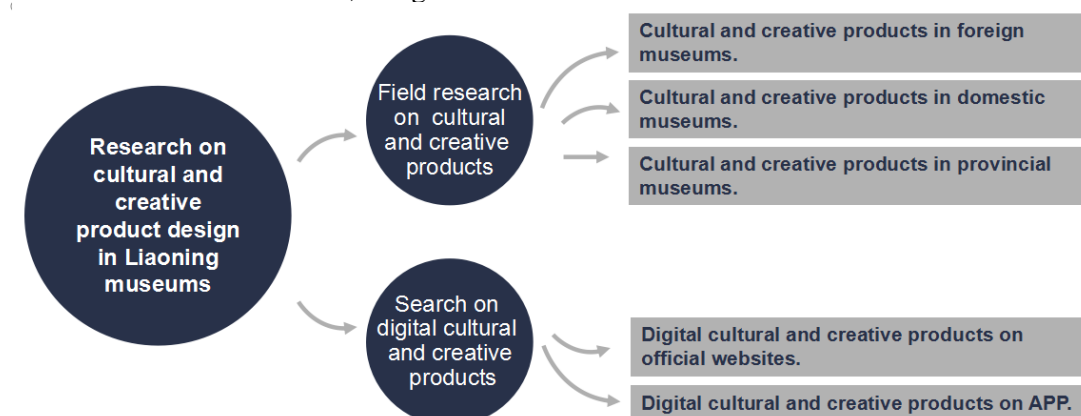 Research on
cultural and
creative
product design
in Liaoning
museums
Field research
on cultural
and creative
products
Cultural and creative products in foreign
museums.
Cultural and creative products in domestic
museums.
Cultural and creative products in provincial
museums.
Search on
digital cultural
and creative
products
Digital cultural and creative products on
official websites.
Digital cultural and creative products on APP.